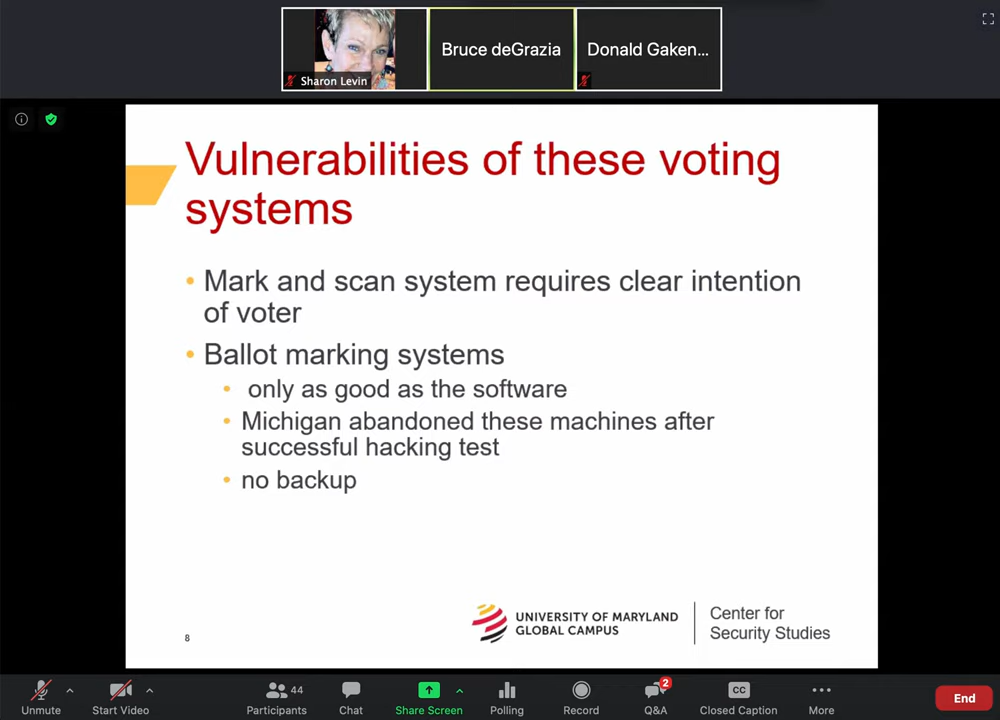 Sharon Levin
Bruce deGrazia
Donald Gaken...
Vulnerabilities of these voting
systems
• Mark and scan system requires clear intention
of voter
• Ballot marking systems
• only as good as the software
• Michigan abandoned these machines after
successful hacking test
• no backup
8
UNIVERSITY OF MARYLAND
GLOBAL CAMPUS
Center for
Security Studies
Unmute
Start Video
Participants
44
Chat
Share Screen
Polling
Record
Q&A
2
CC
Closed Caption
More
End